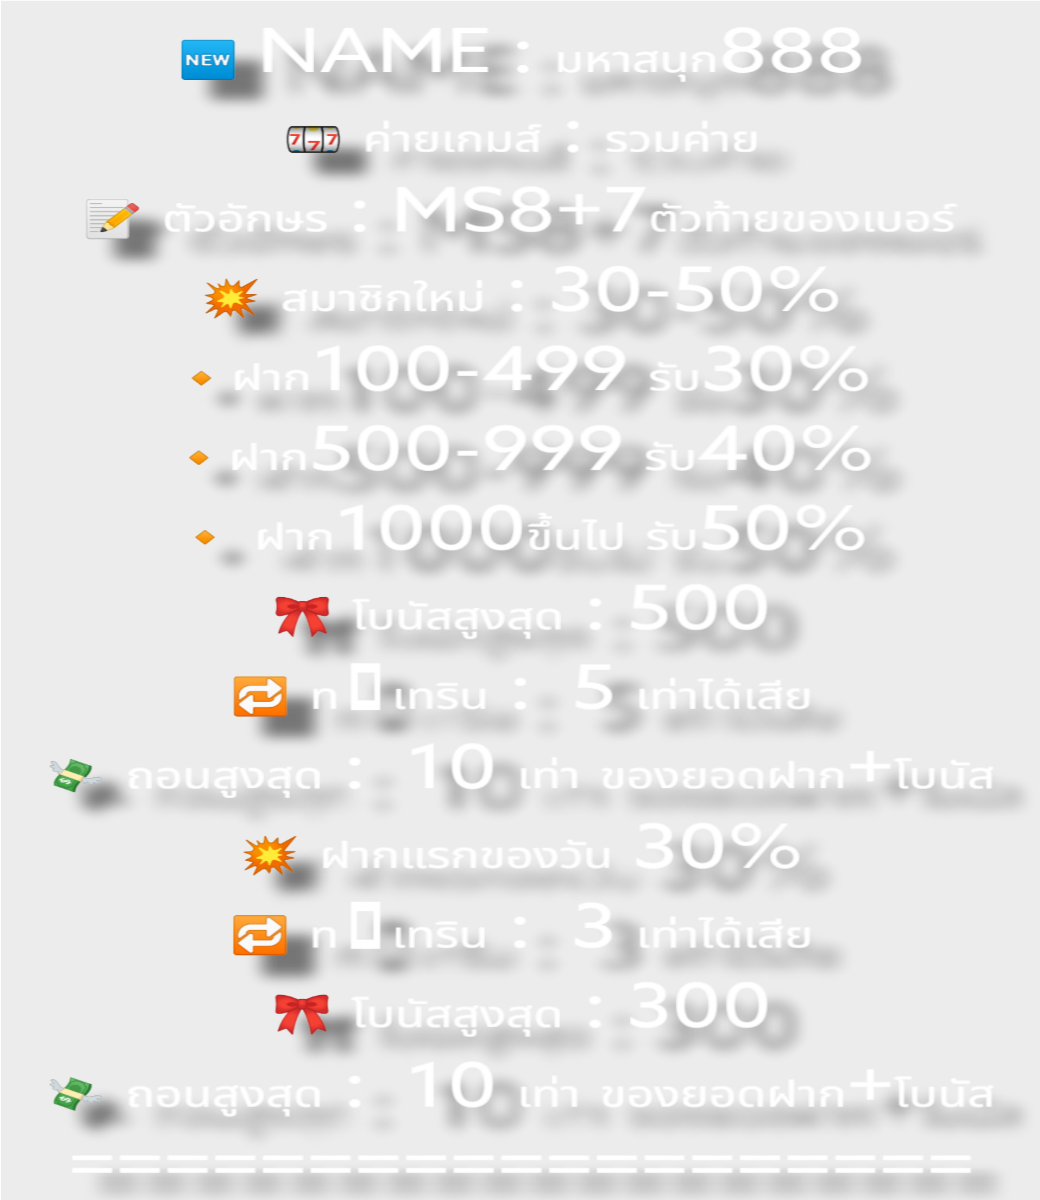 🆕 NAME : มหาสนุก888
🎰 ค่ายเกมส์ : รวมค่าย
📝 ตัวอักษร : MS8+7ตัวท้ายของเบอร์
💥 สมาชิกใหม่ : 30-50%
🔸 ฝาก100-499 รับ30%
🔸 ฝาก500-999 รับ40%
🔸 ฝาก1000ขึ้นไป รับ50%
🎀 โบนัสสูงสุด : 500
🔁 ท▯เทริน : 5 เท่าได้เสีย
💸 ถอนสูงสุด : 10 เท่า ของยอดฝาก+โบนัส
💥 ฝากแรกของวัน 30%
🔁 ท▯เทริน : 3 เท่าได้เสีย
🎀 โบนัสสูงสุด : 300
💸 ถอนสูงสุด : 10 เท่า ของยอดฝาก+โบนัส
===================